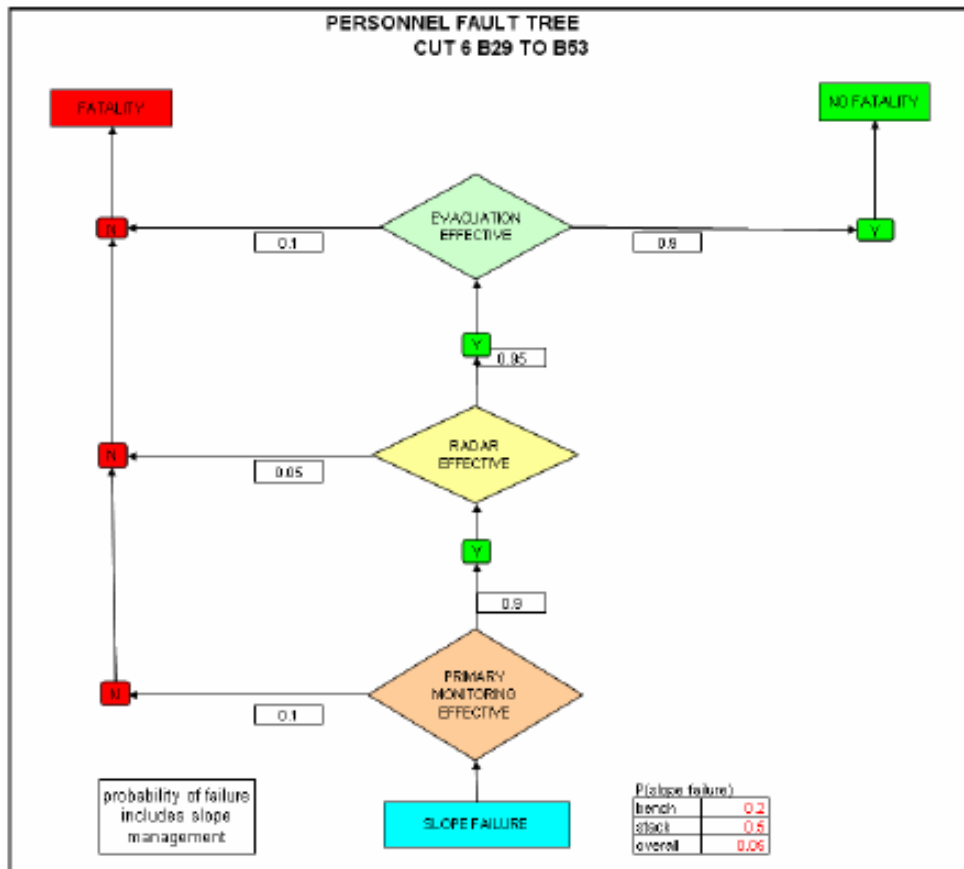 PERSONNEL FAULT TREE
CUT 6 B29 TO B53
FATALITY
NO FATALITY
EVACUATION
EFFECTIVE
N
0.1
0.9
Y
Y
0.95
RADAR
EFFECTIVE
N
0.05
Y
0.9
PRIMARY
MONITORING
EFFECTIVE
N
0.1
probability of failure
includes slope
management
SLOPE FAILURE
P(slope failure)
bench 0.2
stack 0.5
overall 0.05